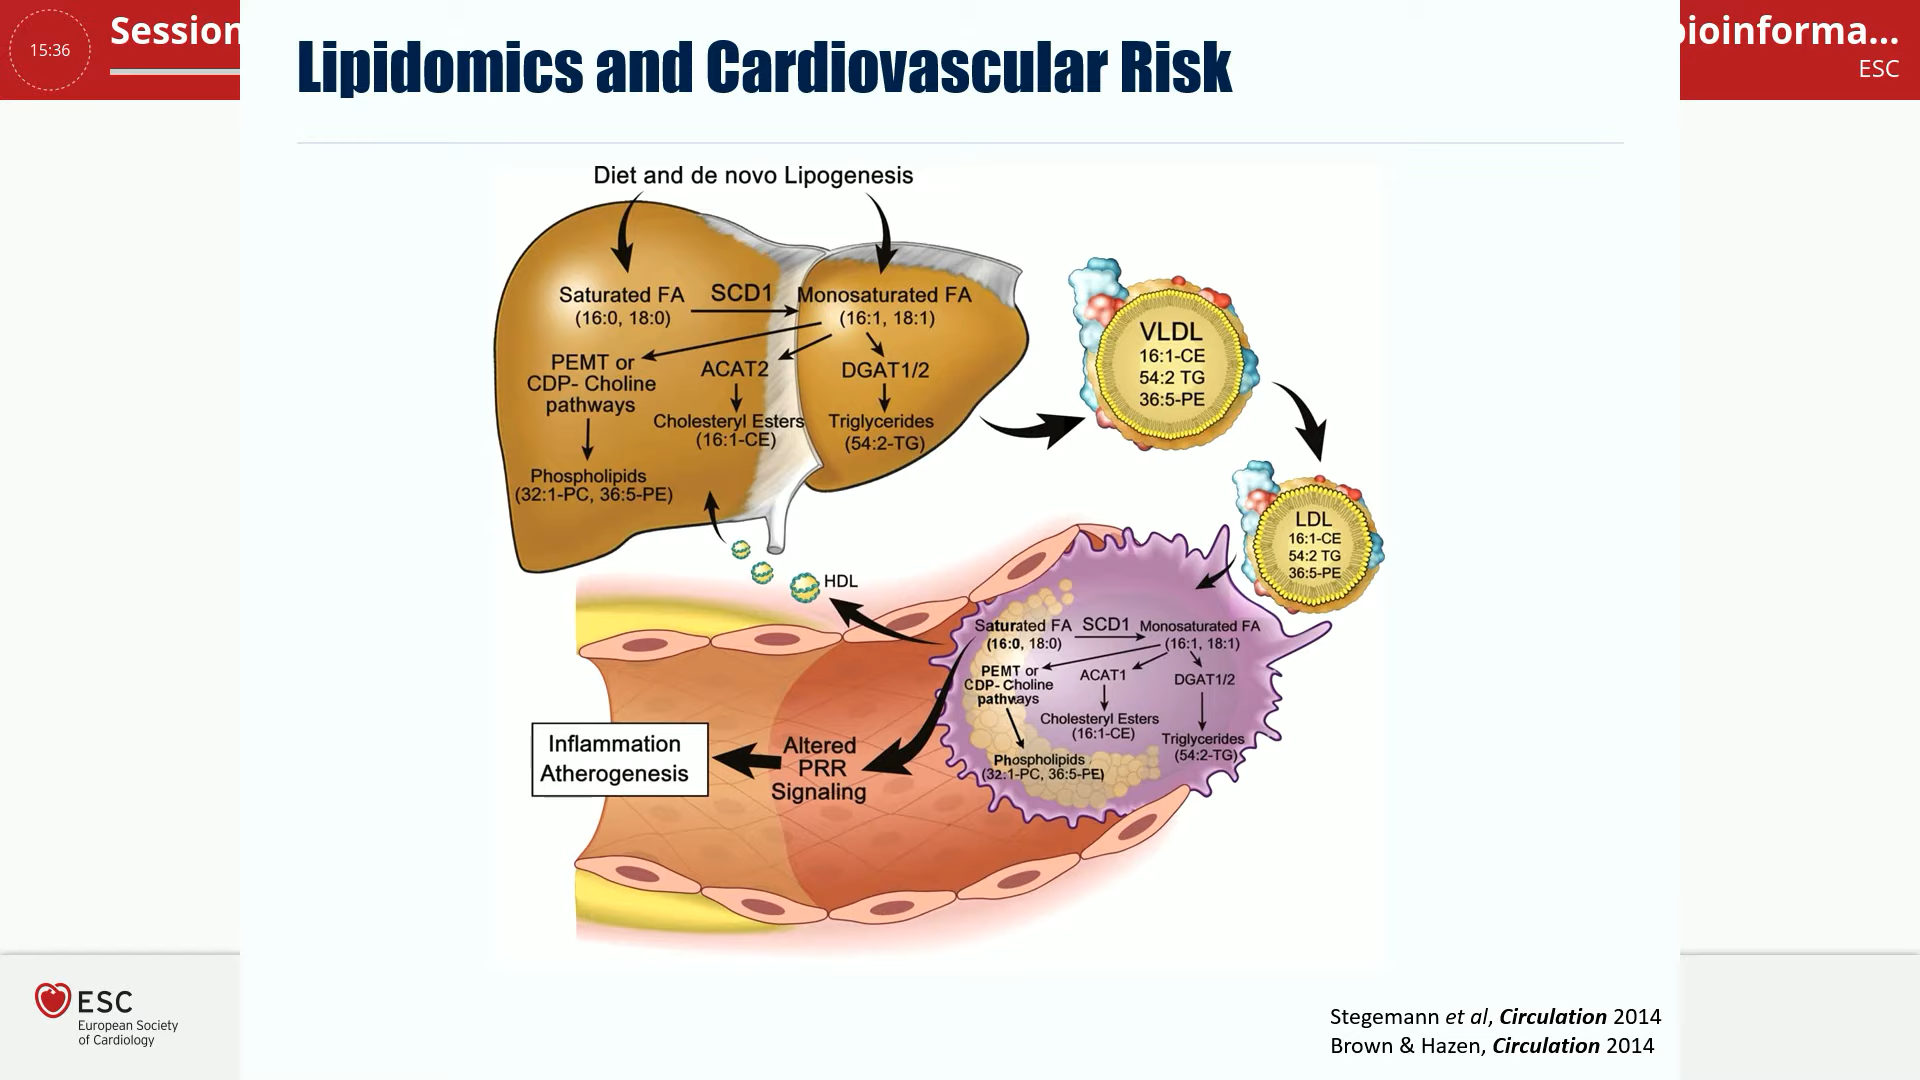 15:36
Session
bioinforma...
ESC
Lipidomics and Cardiovascular Risk
Diet and de novo Lipogenesis
Saturated FA
(16:0, 18:0)
SCD1
Monosaturated FA
(16:1, 18:1)
PEMT or
CDP- Choline
pathways
ACAT2
DGAT1/2
Cholesteryl Esters
(16:1-CE)
Triglycerides
(54:2-TG)
Phospholipids
(32:1-PC, 36:5-PE)
VLDL
16:1-CE
54:2 TG
36:5-PE
LDL
16:1-CE
54:2 TG
36:5-PE
HDL
Saturated FA
(16:0, 18:0)
SCD1
Monosaturated FA
(16:1, 18:1)
PEMT or
CDP- Choline
pathways
ACAT1
DGAT1/2
Cholesteryl Esters
(16:1-CE)
Triglycerides
(54:2-TG)
Phospholipids
(32:1-PC, 36:5-PE)
Altered
PRR
Signaling
Inflammation
Atherogenesis
ESC
European Society
of Cardiology
Stegemann et al, Circulation 2014
Brown & Hazen, Circulation 2014